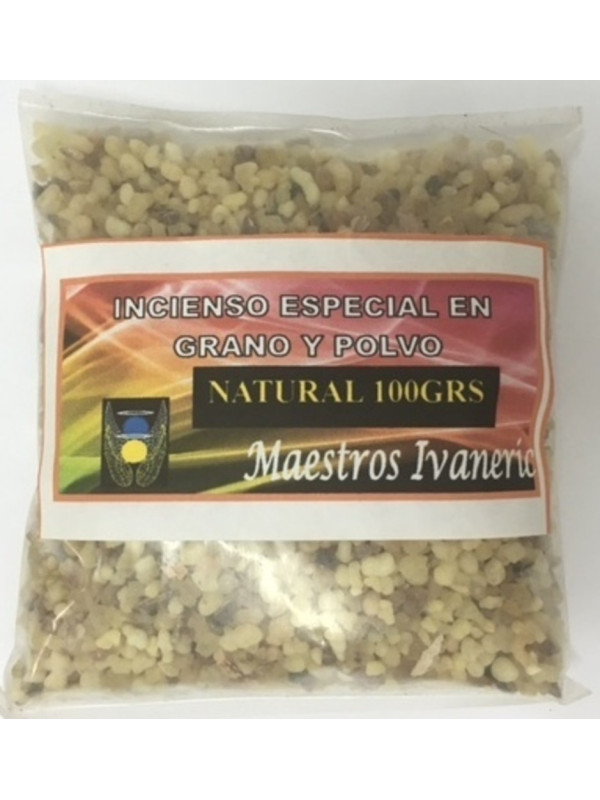 INCIENSO ESPECIAL EN
GRANO Y POLVO
NATURAL 100GRS
Maestros Ivaneric